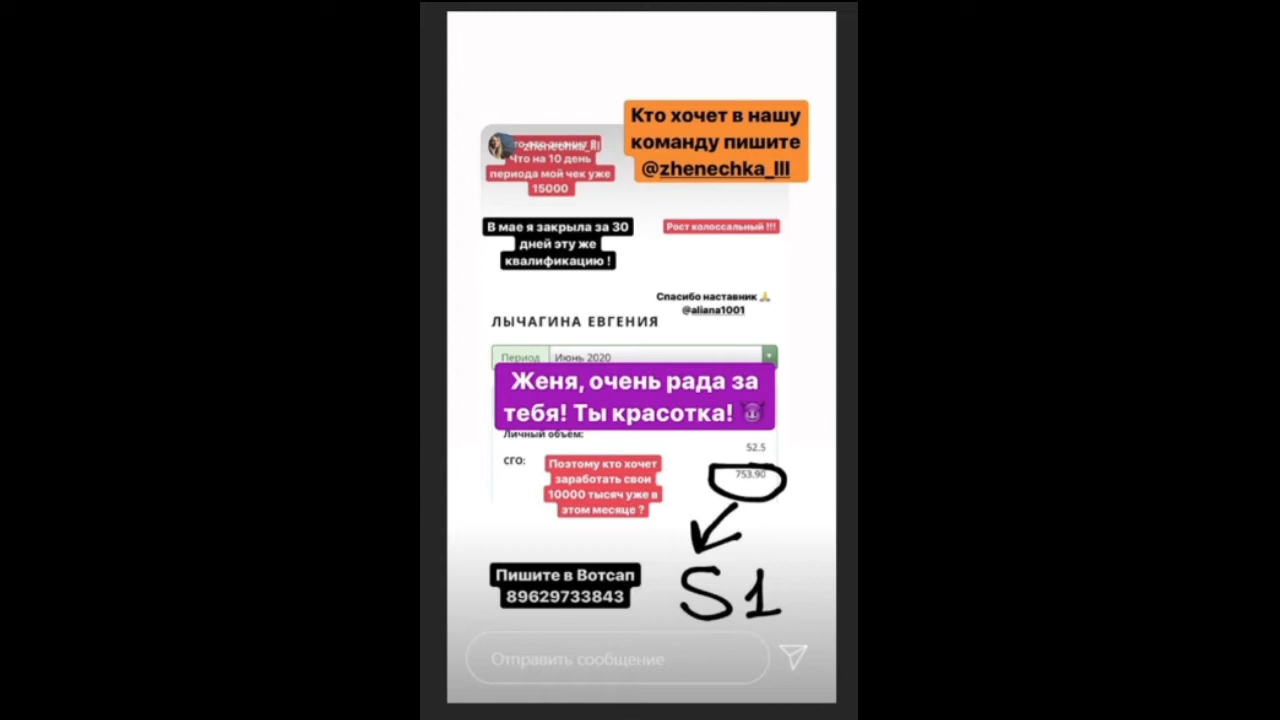 Кто хочет в нашу
команду пишите
@zhenechka_lll
zhenechka_lll
Что на 10 день
периода мой чек уже
15000
В мае я закрыла за 30
дней эту же
квалификацию !
Рост колоссальный !!!
Спасибо наставник 🙏
@aliana1001
ЛЫЧАГИНА ЕВГЕНИЯ
Период Июнь 2020
Женя, очень рада за
тебя! Ты красотка! 😈
Личный объём:
52.5
СГО:
753.90
Поэтому кто хочет
заработать свои
10000 тысяч уже в
этом месяце ?
S1
Пишите в Вотсап
89629733843
Отправить сообщение